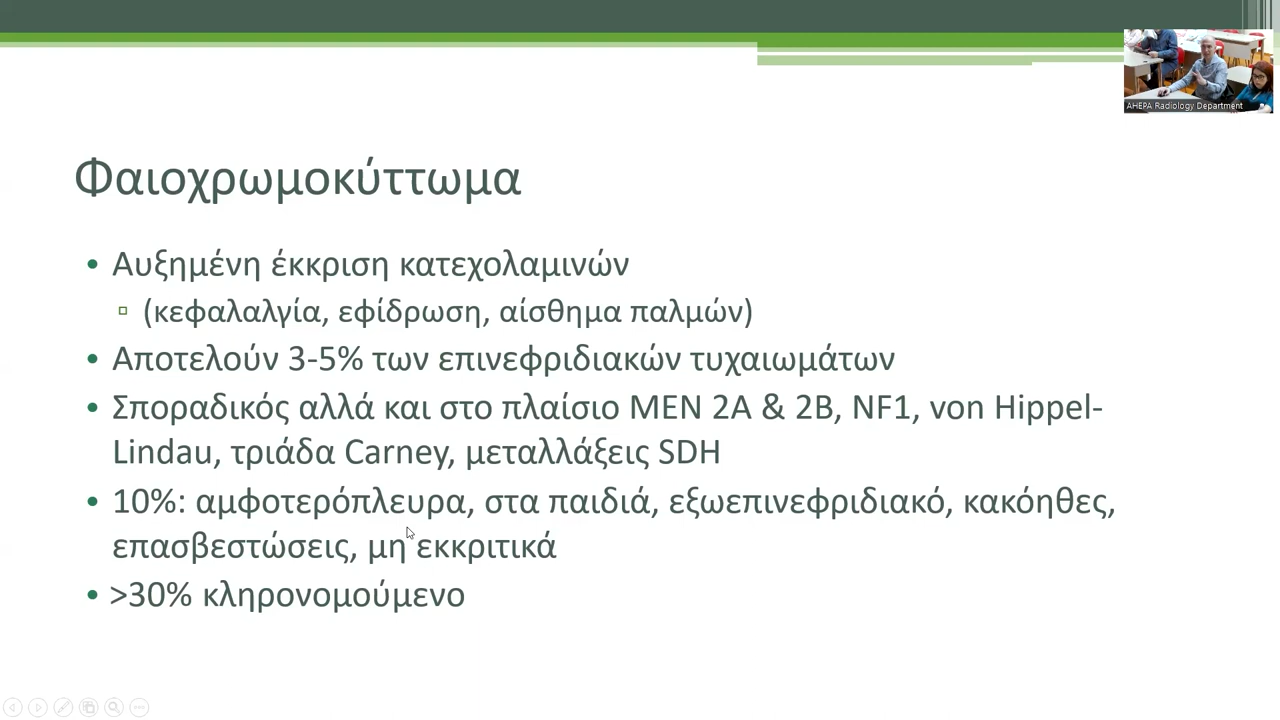 AHEPA Radiology Department
Φαιοχρωμοκύττωμα
• Αυξημένη έκκριση κατεχολαμινών
▫ (κεφαλαλγία, εφίδρωση, αίσθημα παλμών)
• Αποτελούν 3-5% των επινεφριδιακών τυχαιωμάτων
• Σποραδικός αλλά και στο πλαίσιο MEN 2A & 2B, NF1, von Hippel-
Lindau, τριάδα Carney, μεταλλάξεις SDH
• 10%: αμφοτερόπλευρα, στα παιδιά, εξωεπινεφριδιακό, κακόηθες,
επασβεστώσεις, μη εκκριτικά
• >30% κληρονομούμενο